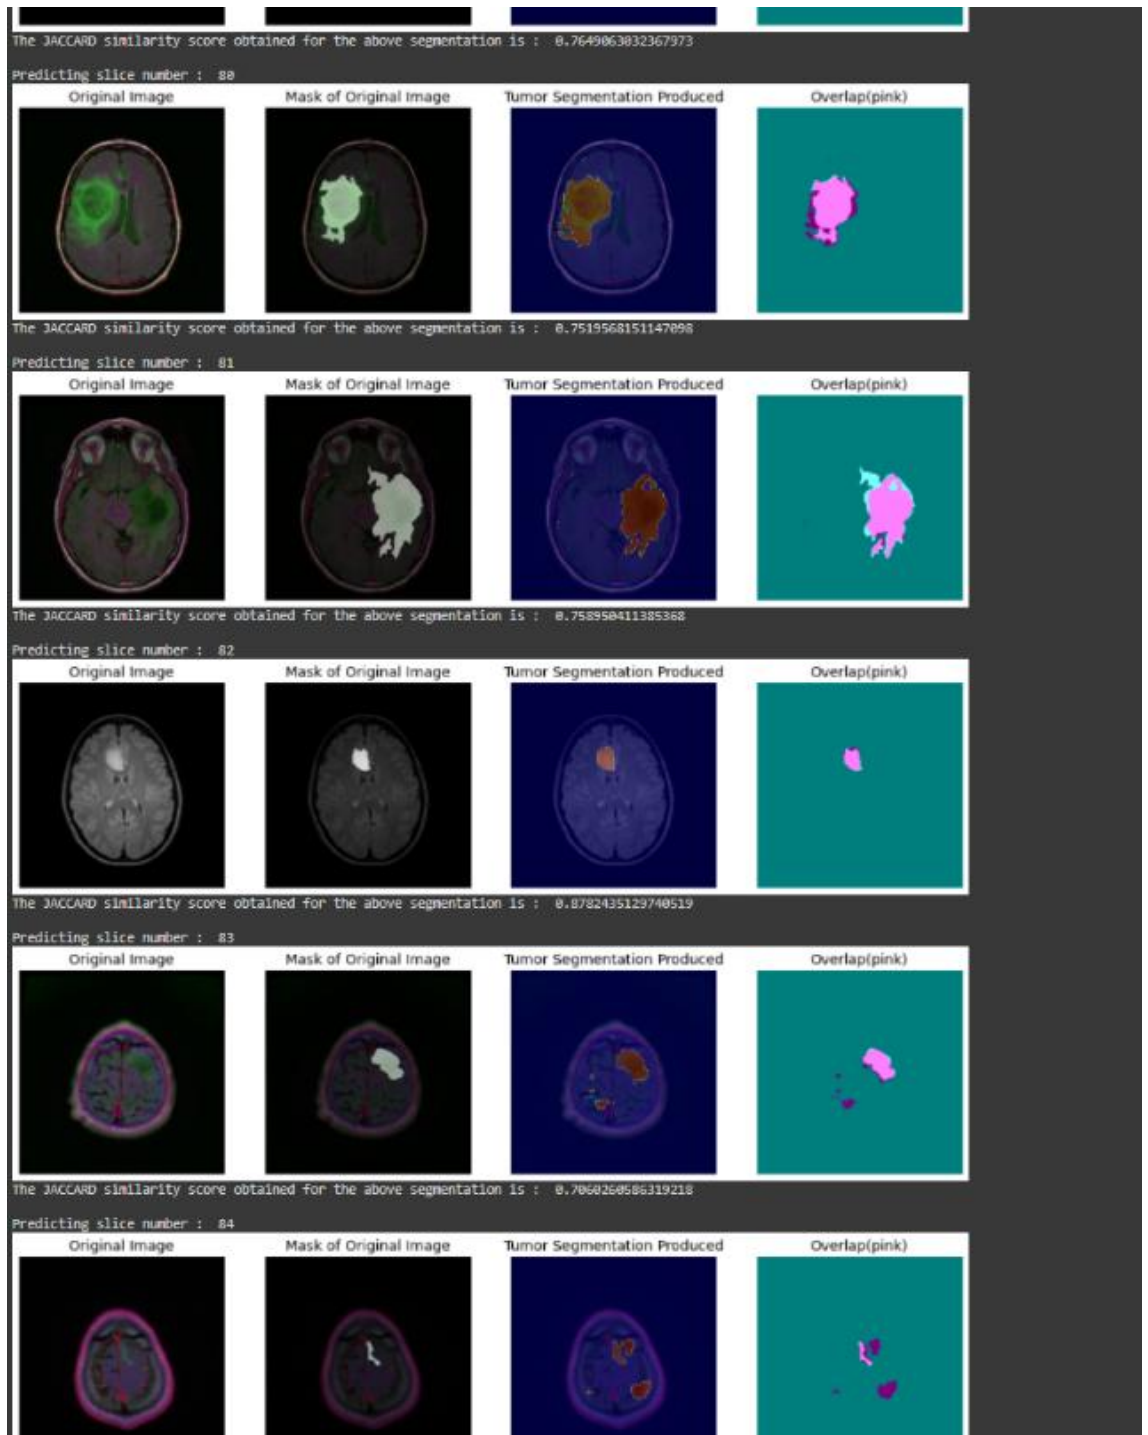 The JACCARD similarity score obtained for the above segmentation is :  0.7649063032367973
Predicting slice number :  80
Original Image Mask of Original Image Tumor Segmentation Produced Overlap(pink)
The JACCARD similarity score obtained for the above segmentation is :  0.7519568151147098
Predicting slice number :  81
Original Image Mask of Original Image Tumor Segmentation Produced Overlap(pink)
The JACCARD similarity score obtained for the above segmentation is :  0.758950411385368
Predicting slice number :  82
Original Image Mask of Original Image Tumor Segmentation Produced Overlap(pink)
The JACCARD similarity score obtained for the above segmentation is :  0.8782435129740519
Predicting slice number :  83
Original Image Mask of Original Image Tumor Segmentation Produced Overlap(pink)
The JACCARD similarity score obtained for the above segmentation is :  0.7060260586319218
Predicting slice number :  84
Original Image Mask of Original Image Tumor Segmentation Produced Overlap(pink)